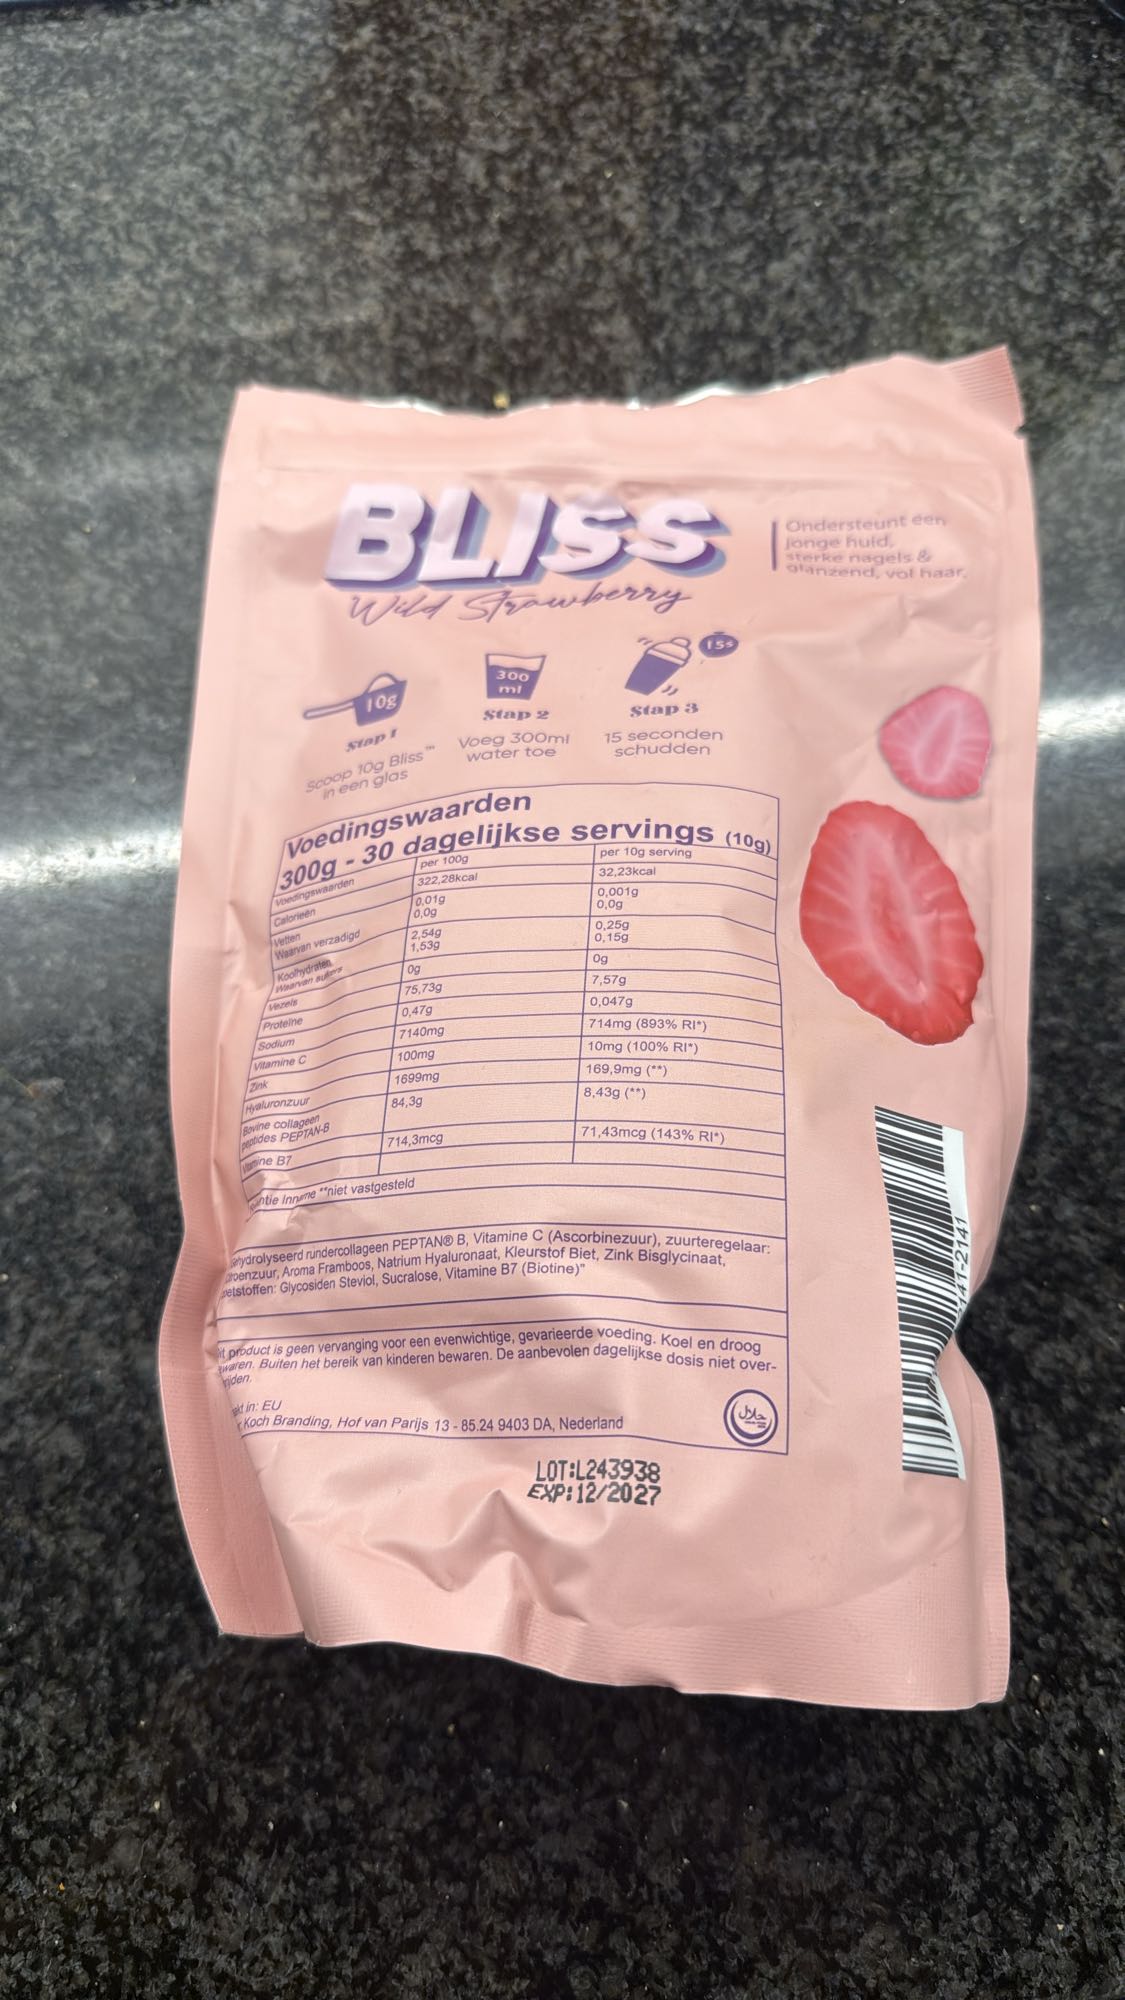 BLISS
Wild Strawberry
Ondersteunt één
jonge huid,
sterke nagels &
glanzend, vol haar.
10g
Stap 1
Scoop 10g Bliss™
in een glas
300
ml
Stap 2
Voeg 300ml
water toe
15s
Stap 3
15 seconden
schudden
Voedingswaarden
300g - 30 dagelijkse servings (10g)
Voedingswaarden per 100g per 10g serving
Calorieën 322,28kcal 32,23kcal
Vetten 0,01g 0,001g
Waarvan verzadigd 0,0g 0,0g
Koolhydraten 2,54g 0,25g
Waarvan suikers 1,53g 0,15g
Vezels 0g 0g
Proteïne 75,73g 7,57g
Sodium 0,47g 0,047g
Vitamine C 7140mg 714mg (893% RI*)
Zink 100mg 10mg (100% RI*)
Hyaluronzuur 1699mg 169,9mg (**)
Bovine collageen 84,3g 8,43g (**)
peptides PEPTAN-B
B7 714,3mcg 71,43mcg (143% RI*)
Inname **niet vastgesteld
rundercollageen PEPTAN® B, Vitamine C (Ascorbinezuur), zuurteregelaar:
Aroma Framboos, Natrium Hyaluronaat, Kleurstof Biet, Zink Bisglycinaat,
Glycosiden Steviol, Sucralose, Vitamine B7 (Biotine)"
product is geen vervanging voor een evenwichtige, gevarieerde voeding. Koel en droog
Buiten het bereik van kinderen bewaren. De aanbevolen dagelijkse dosis niet over-
in: EU
Koch Branding, Hof van Parijs 13 - 85.24 9403 DA, Nederland
حلال
LOT:L243938
EXP:12/2027
41-2141